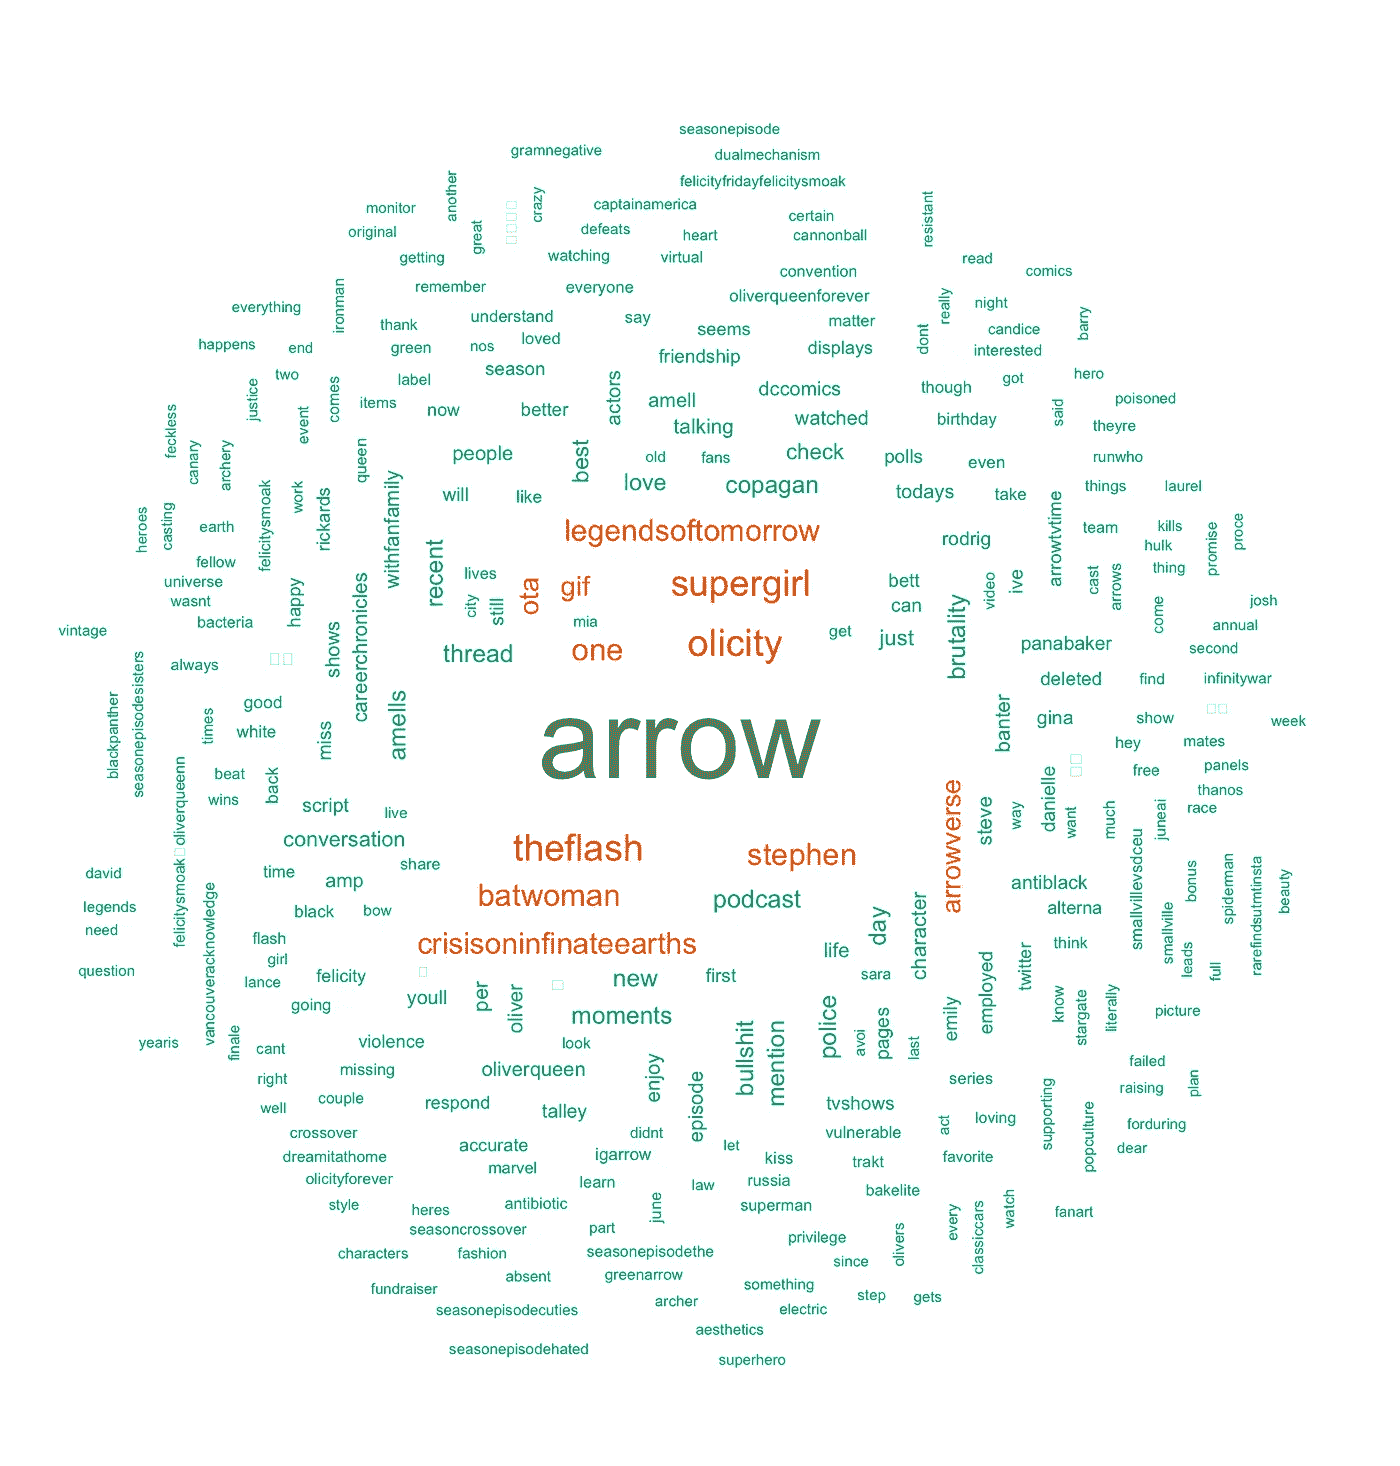 seasonepisode
gramnegative
dualmechanism
felicityfridayfelicitysmoak
another
crazy
captainamerica
monitor
certain
resistant
great
defeats
heart
cannonball
original
getting
watching
virtual
read
convention
comics
remember
everyone
oliverqueenforever
ironman
really
night
everything
understand
say
matter
thank
seems
candice
barry
loved
dont
happens
end
green
nos
friendship
displays
interested
season
two
label
actors
dccomics
though
got
hero
justice
comes
items
now
better
amell
poisoned
event
talking
watched
birthday
said
theyre
feckless
canary
archery
queen
people
best
old
fans
check
polls
even
runwho
will
like
love
copagan
todays
take
things
laurel
work
rickards
withfanfamily
heroes
casting
earth
felicitysmoak
legendsoftomorrow
rodrig
arrowtvtime
team
kills
promise
proce
hulk
fellow
recent
lives
ota
gif
supergirl
bett
video
ive
cast
arrows
thing
universe
wasnt
happy
city
still
can
come
josh
bacteria
mia
get
just
brutality
annual
vintage
shows
careerchronicles
thread
one
olicity
panabaker
second
always
deleted
find
infinitywar
blackpanther
seasonepisodesisters
times
good
white
miss
amells
arrow
banter
gina
show
week
hey
mates
beat
back
danielle
free
panels
wins
script
live
arrowverse
steve
way
want
much
thanos
juneai
race
felicitysmoak□oliverqueenn
conversation
theflash
stephen
smallvillevsdceu
david
time
amp
share
antiblack
bonus
spiderman
rarefindsutmtinsta
beauty
legends
black
bow
batwoman
podcast
alterna
need
vancouveracknowledge
flash
crisisoninfinateearths
day
character
think
smallville
girl
life
leads
full
question
lance
felicity
new
first
sara
employed
twitter
going
youll
per
oliver
moments
emily
know
stargate
literally
picture
yearis
finale
cant
violence
look
bullshit
mention
police
avoi
pages
last
right
missing
oliverqueen
enjoy
episode
series
failed
raising
plan
well
couple
respond
talley
tvshows
act
loving
supporting
popculture
forduring
crossover
accurate
didnt
let
vulnerable
dear
dreamitathome
marvel
igarrow
kiss
trakt
favorite
olicityforever
learn
law
russia
bakelite
style
heres
antibiotic
june
superman
every
classiccars
watch
fanart
seasoncrossover
part
privilege
olivers
characters
fashion
seasonepisodethe
since
fundraiser
absent
greenarrow
something
step
gets
seasonepisodecuties
archer
electric
aesthetics
seasonepisodehated
superhero